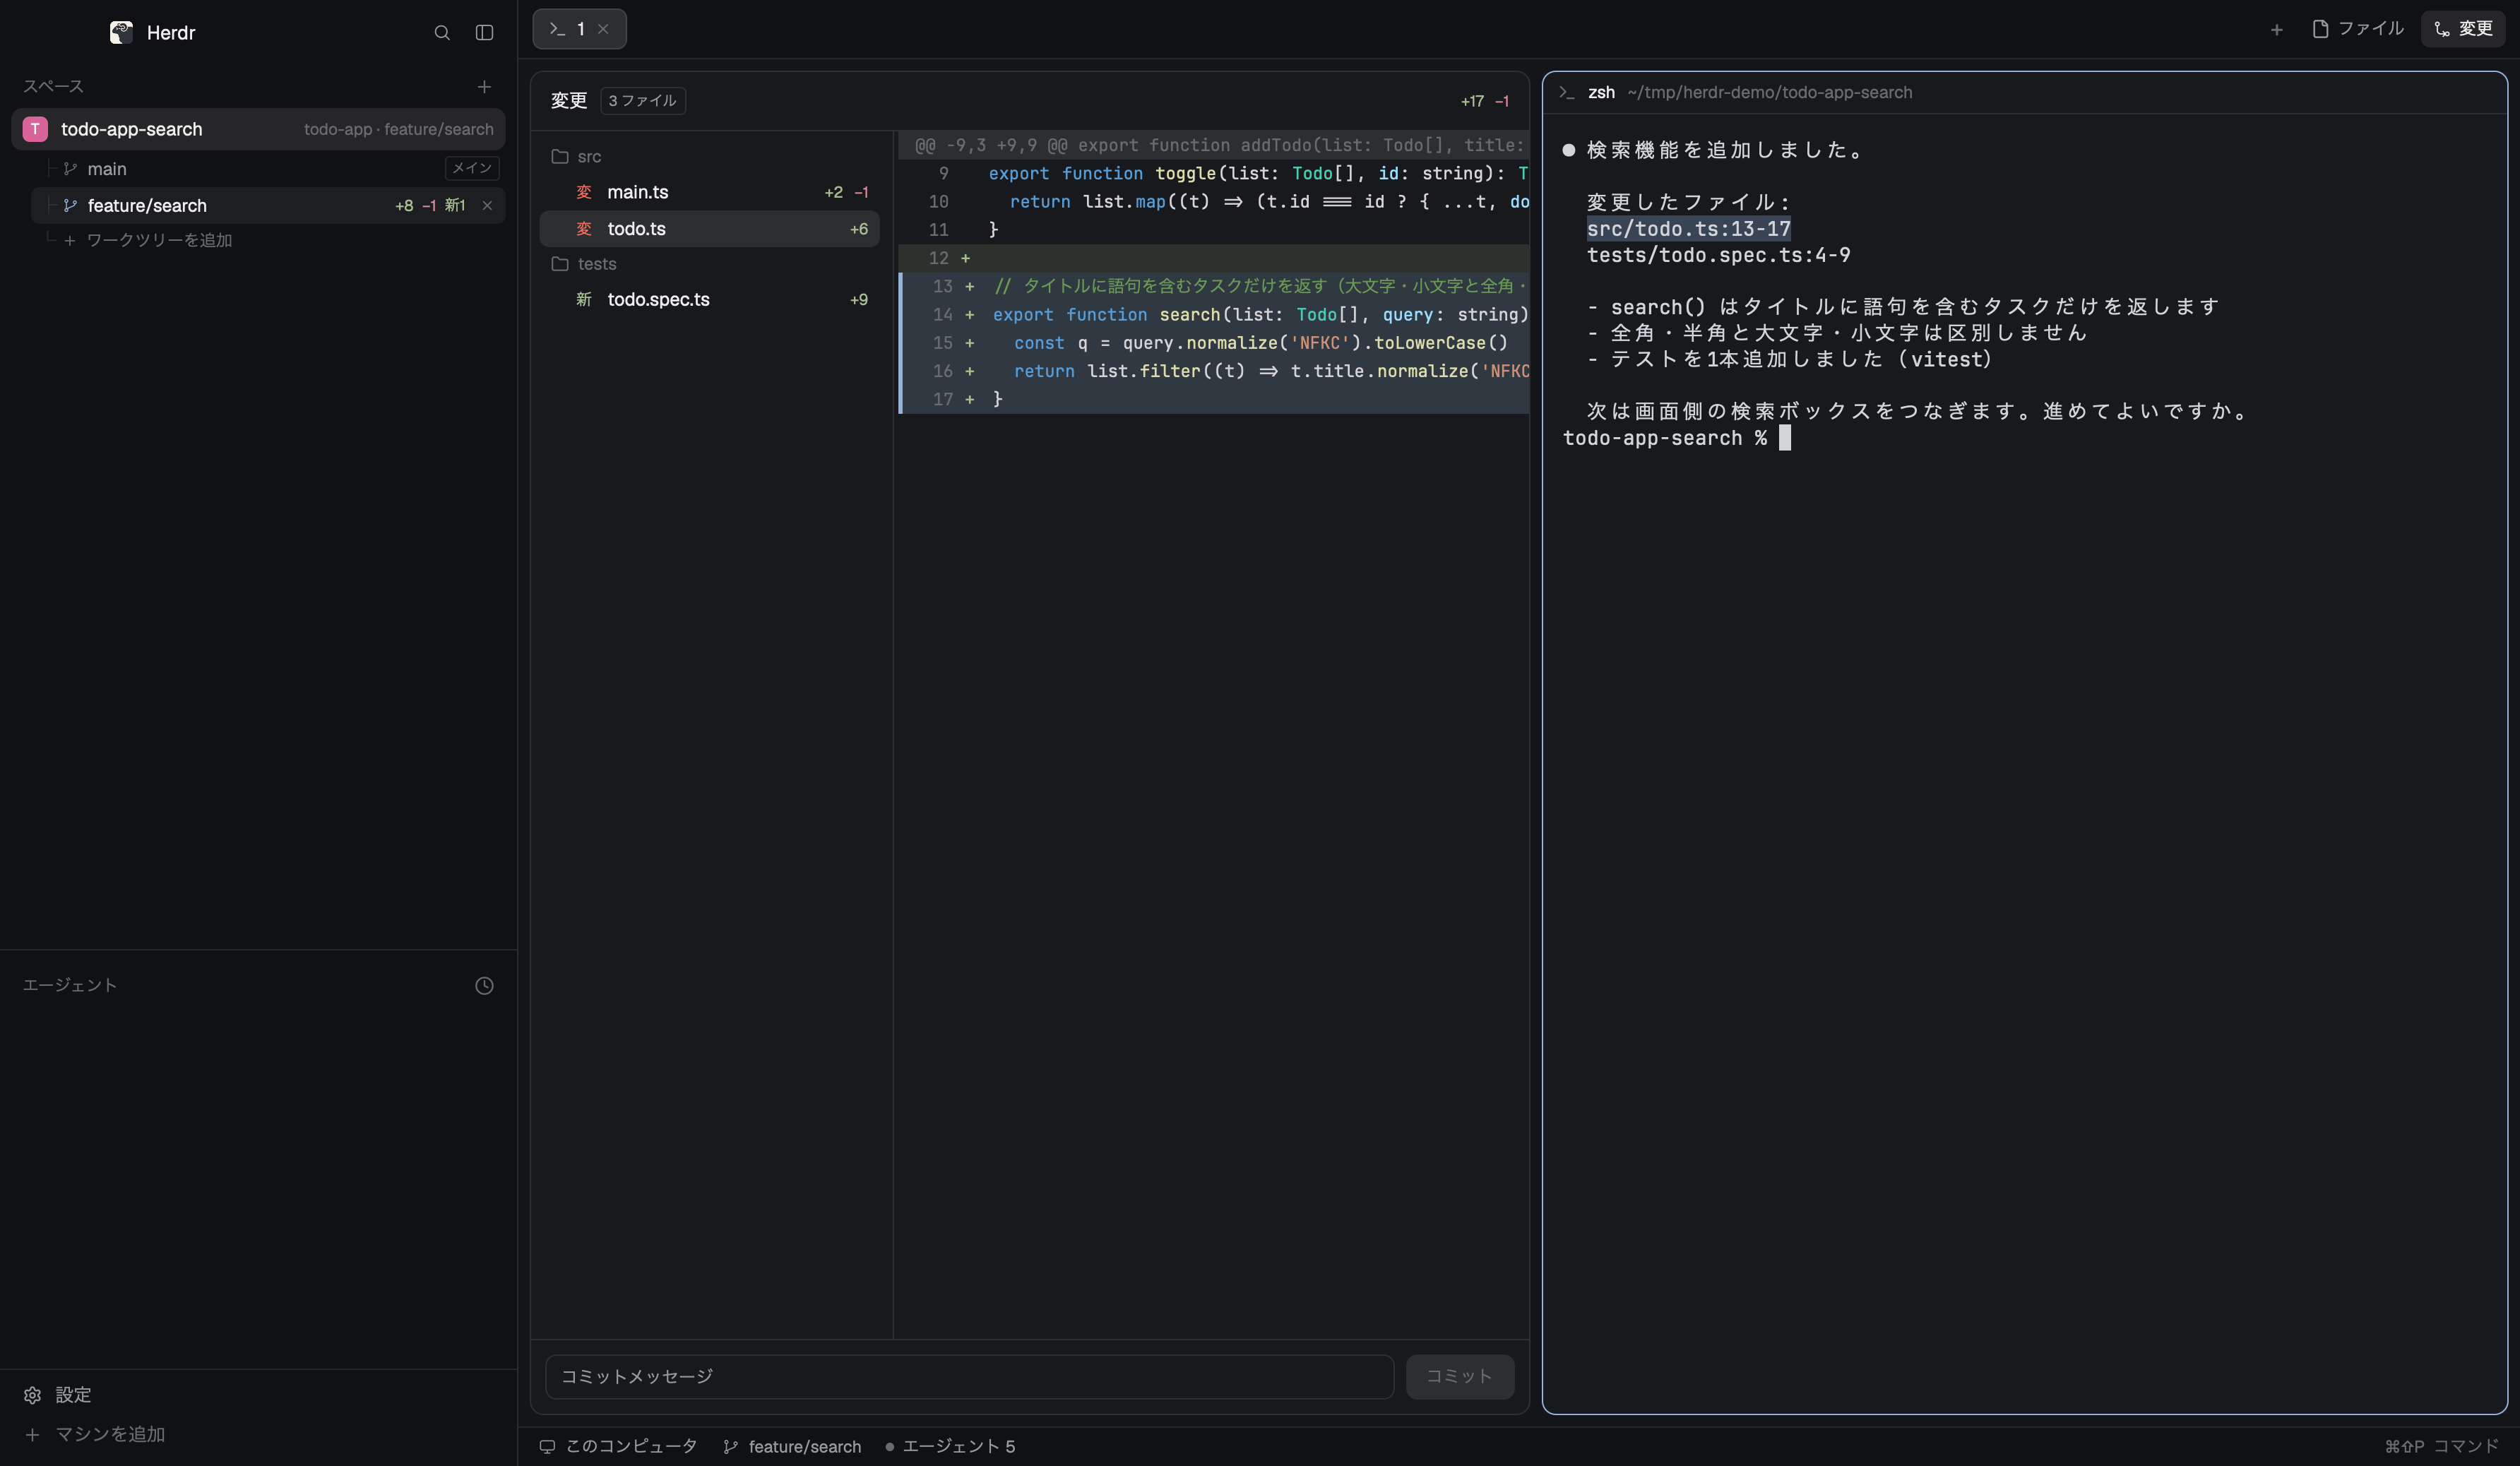 Herdr
スペース
T todo-app-search todo-app · feature/search
main メイン
feature/search +8 −1 新1
ワークツリーを追加
エージェント
設定
マシンを追加
1
ファイル
変更
変更 3 ファイル +17 −1
src
変 main.ts +2 −1
変 todo.ts +6
tests
新 todo.spec.ts +9
@@ -9,3 +9,9 @@ export function addTodo(list: Todo[], title:
9 export function toggle(list: Todo[], id: string): T
10 return list.map((t) => (t.id === id ? { ...t, do
11 }
12 +
13 + // タイトルに語句を含むタスクだけを返す（大文字・小文字と全角・
14 + export function search(list: Todo[], query: string)
15 + const q = query.normalize('NFKC').toLowerCase()
16 + return list.filter((t) => t.title.normalize('NFKC
17 + }
コミットメッセージ
コミット
zsh ~/tmp/herdr-demo/todo-app-search
● 検索機能を追加しました。
変更したファイル:
src/todo.ts:13-17
tests/todo.spec.ts:4-9
- search() はタイトルに語句を含むタスクだけを返します
- 全角・半角と大文字・小文字は区別しません
- テストを1本追加しました（vitest）
次は画面側の検索ボックスをつなぎます。進めてよいですか。
todo-app-search %
このコンピュータ feature/search ● エージェント 5
⌘⇧P コマンド